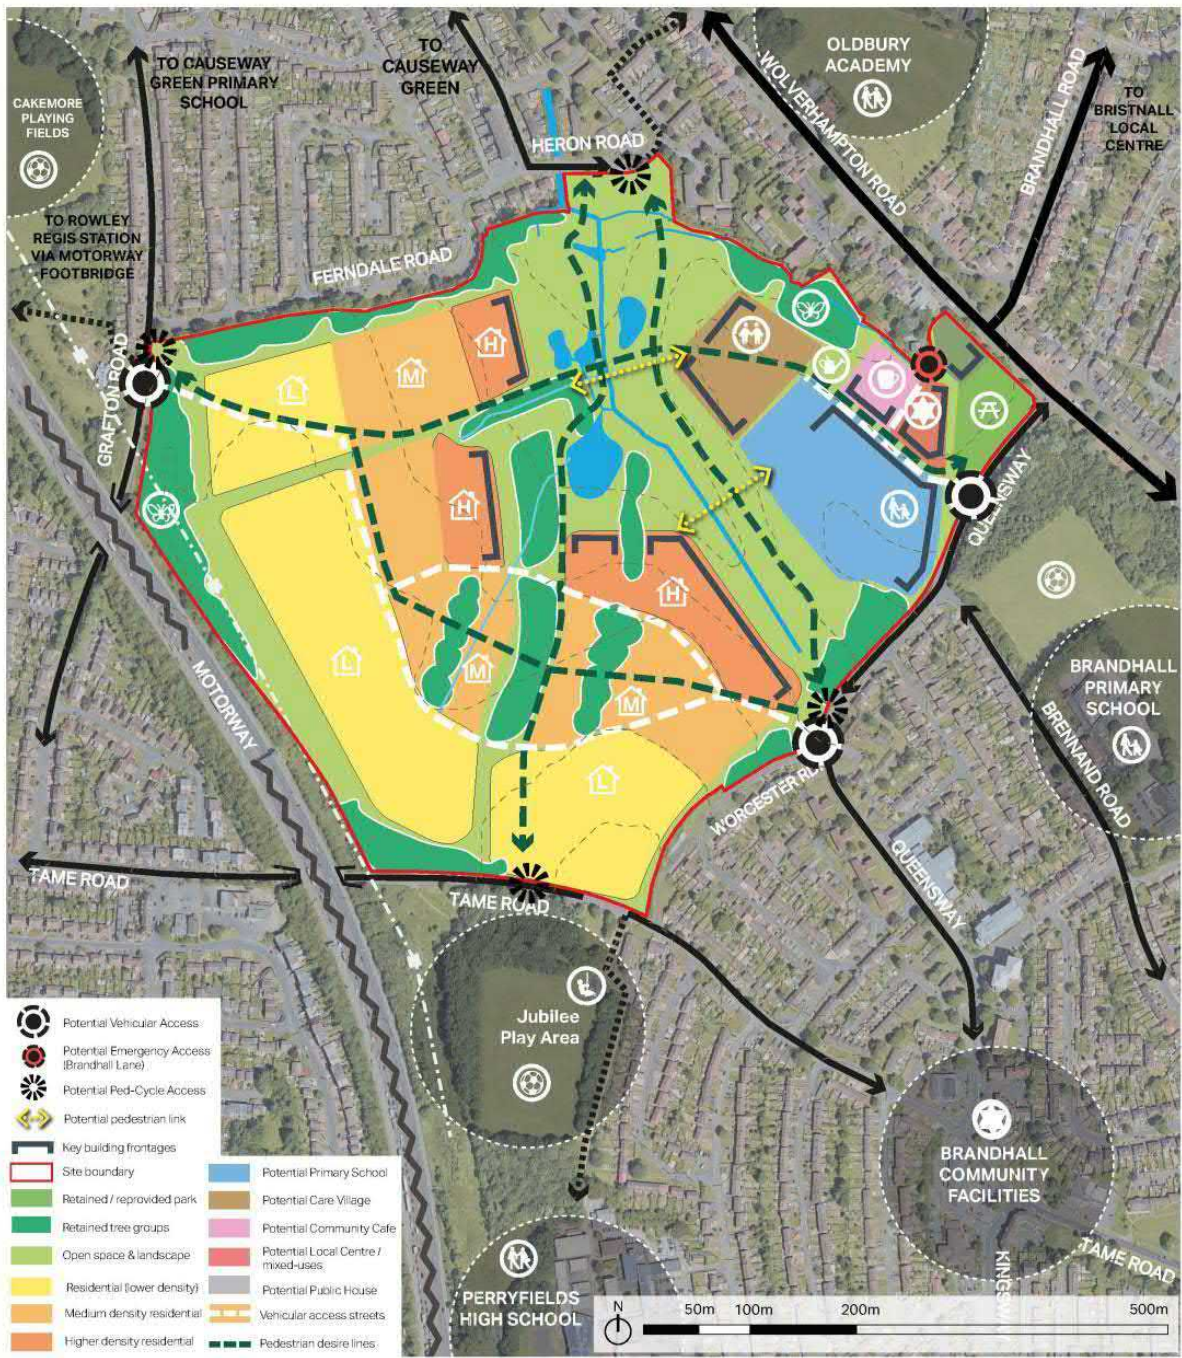 TO CAUSEWAY
GREEN PRIMARY
SCHOOL
TO
CAUSEWAY
GREEN
OLDBURY
ACADEMY
WOLVERHAMPTON ROAD
BRANDHALL ROAD
TO
BRISTNALL
LOCAL
CENTRE
CAKEMORE
PLAYING
FIELDS
HERON ROAD
TO ROWLEY
REGIS STATION
VIA MOTORWAY
FOOTBRIDGE
FERNDALE ROAD
GRAFTON ROAD
H
M
L
H
QUEENSWAY
H
L
M
M
L
MOTORWAY
BRANDHALL
PRIMARY
SCHOOL
BRENNAND ROAD
WORCESTER RD
QUEENSWAY
TAME ROAD
TAME ROAD
Jubilee
Play Area
BRANDHALL
COMMUNITY
FACILITIES
TAME ROAD
PERRYFIELDS
HIGH SCHOOL
Potential Vehicular Access
Potential Emergency Access
(Brandhall Lane)
Potential Ped-Cycle Access
Potential pedestrian link
Key building frontages
Site boundary
Retained / reprovided park
Retained tree groups
Open space & landscape
Residential (lower density)
Medium density residential
Higher density residential
Potential Primary School
Potential Care Village
Potential Community Cafe
Potential Local Centre /
mixed-uses
Potential Public House
Vehicular access streets
Pedestrian desire lines
N
50m 100m 200m 500m